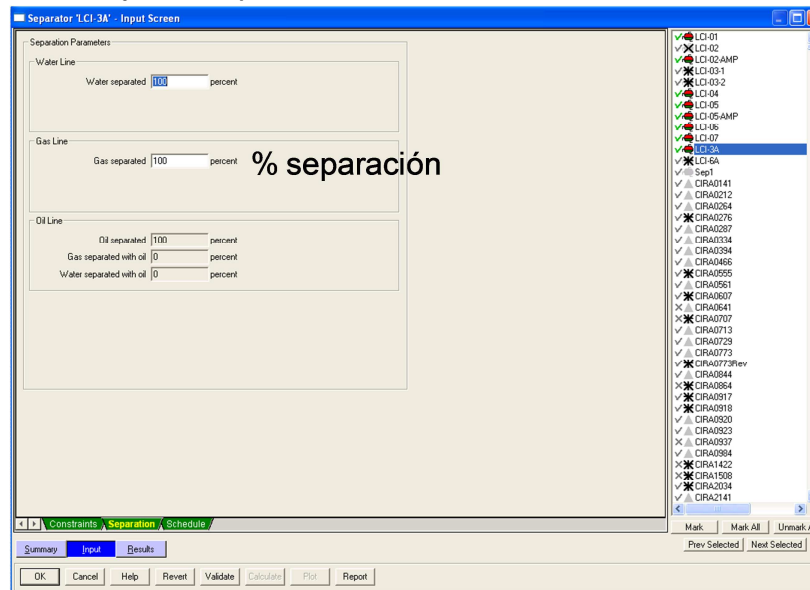 Separator 'LCI-3A' - Input Screen
Separation Parameters
Water Line
Water separated 100 percent
Gas Line
Gas separated 100 percent
% separación
Oil Line
Oil separated 100 percent
Gas separated with oil 0 percent
Water separated with oil 0 percent
Constraints Separation Schedule
Summary Input Results
OK Cancel Help Revert Validate Calculate Plot Report
LCI-01
LCI-02
LCI-02-AMP
LCI-03-1
LCI-03-2
LCI-04
LCI-05
LCI-05-AMP
LCI-06
LCI-07
LCI-3A
LCI-6A
Sep1
CIRA0141
CIRA0212
CIRA0264
CIRA0276
CIRA0287
CIRA0334
CIRA0394
CIRA0466
CIRA0555
CIRA0561
CIRA0607
CIRA0641
CIRA0707
CIRA0713
CIRA0729
CIRA0773
CIRA0773Rev
CIRA0844
CIRA0864
CIRA0917
CIRA0918
CIRA0920
CIRA0923
CIRA0937
CIRA0984
CIRA1422
CIRA1508
CIRA2034
CIRA2141
Mark Mark All Unmark A
Prev Selected Next Selected